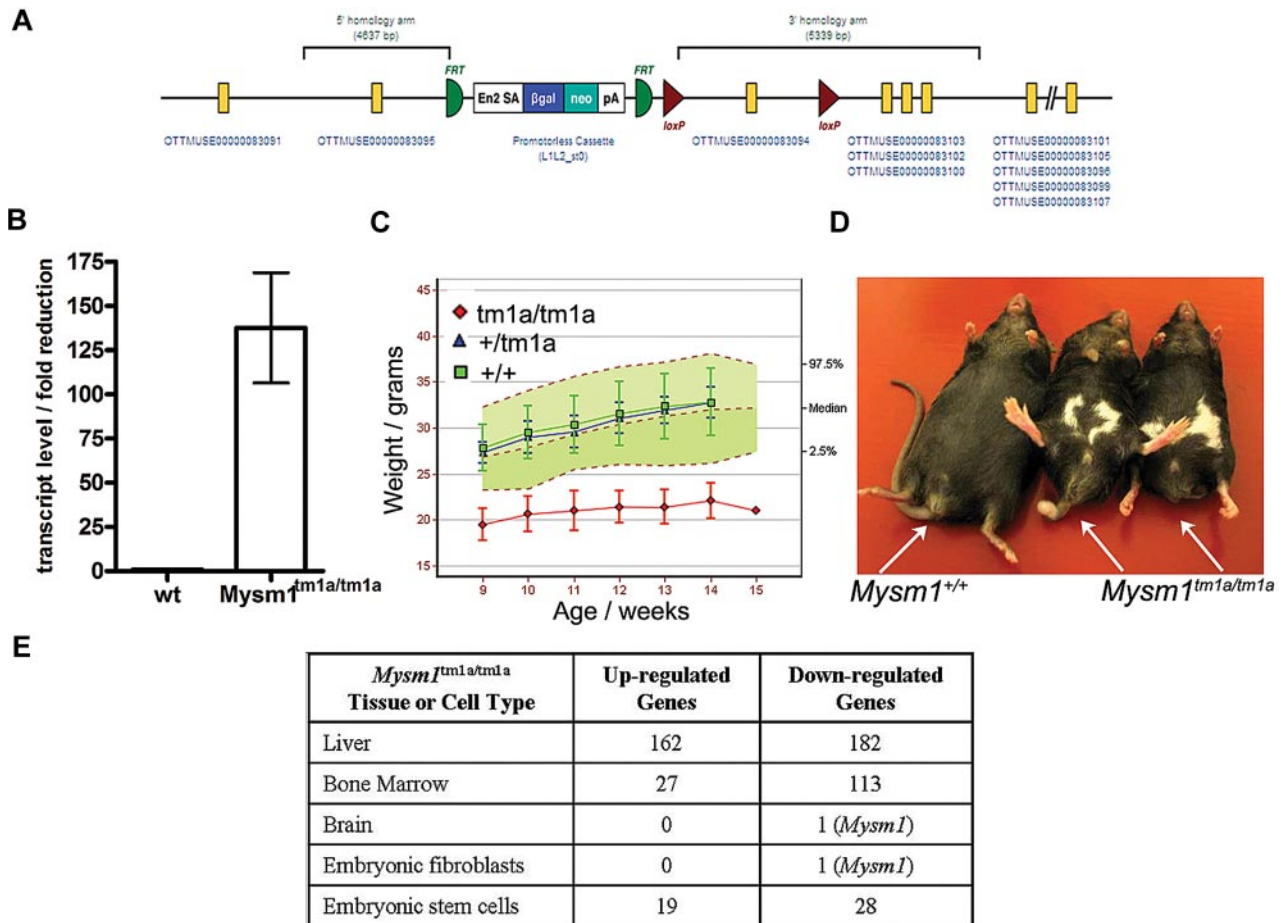 A
5' homology arm
(4637 bp)
3' homology arm
(5339 bp)
FRT
FRT
En2 SA
βgal
neo
pA
loxP
loxP
OTTMUSE00000083091
OTTMUSE00000083095
Promotorless Cassette
(L1L2_st0)
OTTMUSE00000083094
OTTMUSE00000083103
OTTMUSE00000083102
OTTMUSE00000083100
OTTMUSE00000083101
OTTMUSE00000083105
OTTMUSE00000083096
OTTMUSE00000083099
OTTMUSE00000083107
B
transcript level / fold reduction
175
150
125
100
75
50
25
0
wt
Mysm1tm1a/tm1a
C
Weight / grams
45
40
35
30
25
20
15
tm1a/tm1a
+/tm1a
+/+
97.5%
Median
2.5%
9 10 11 12 13 14 15
Age / weeks
D
Mysm1+/+
Mysm1tm1a/tm1a
E
Mysm1tm1a/tm1a Tissue or Cell Type | Up-regulated Genes | Down-regulated Genes
Liver 162 182
Bone Marrow 27 113
Brain 0 1 (Mysm1)
Embryonic fibroblasts 0 1 (Mysm1)
Embryonic stem cells 19 28